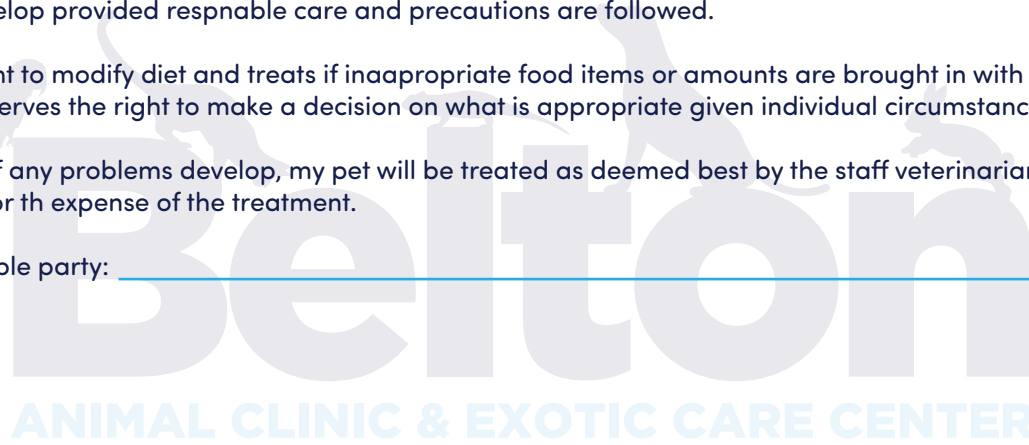 elop provided respnable care and precautions are followed.
nt to modify diet and treats if inaapropriate food items or amounts are brought in with
serves the right to make a decision on what is appropriate given individual circumstanc
f any problems develop, my pet will be treated as deemed best by the staff veterinarian
or th expense of the treatment.
ble party:
Belton
ANIMAL CLINIC & EXOTIC CARE CENTER